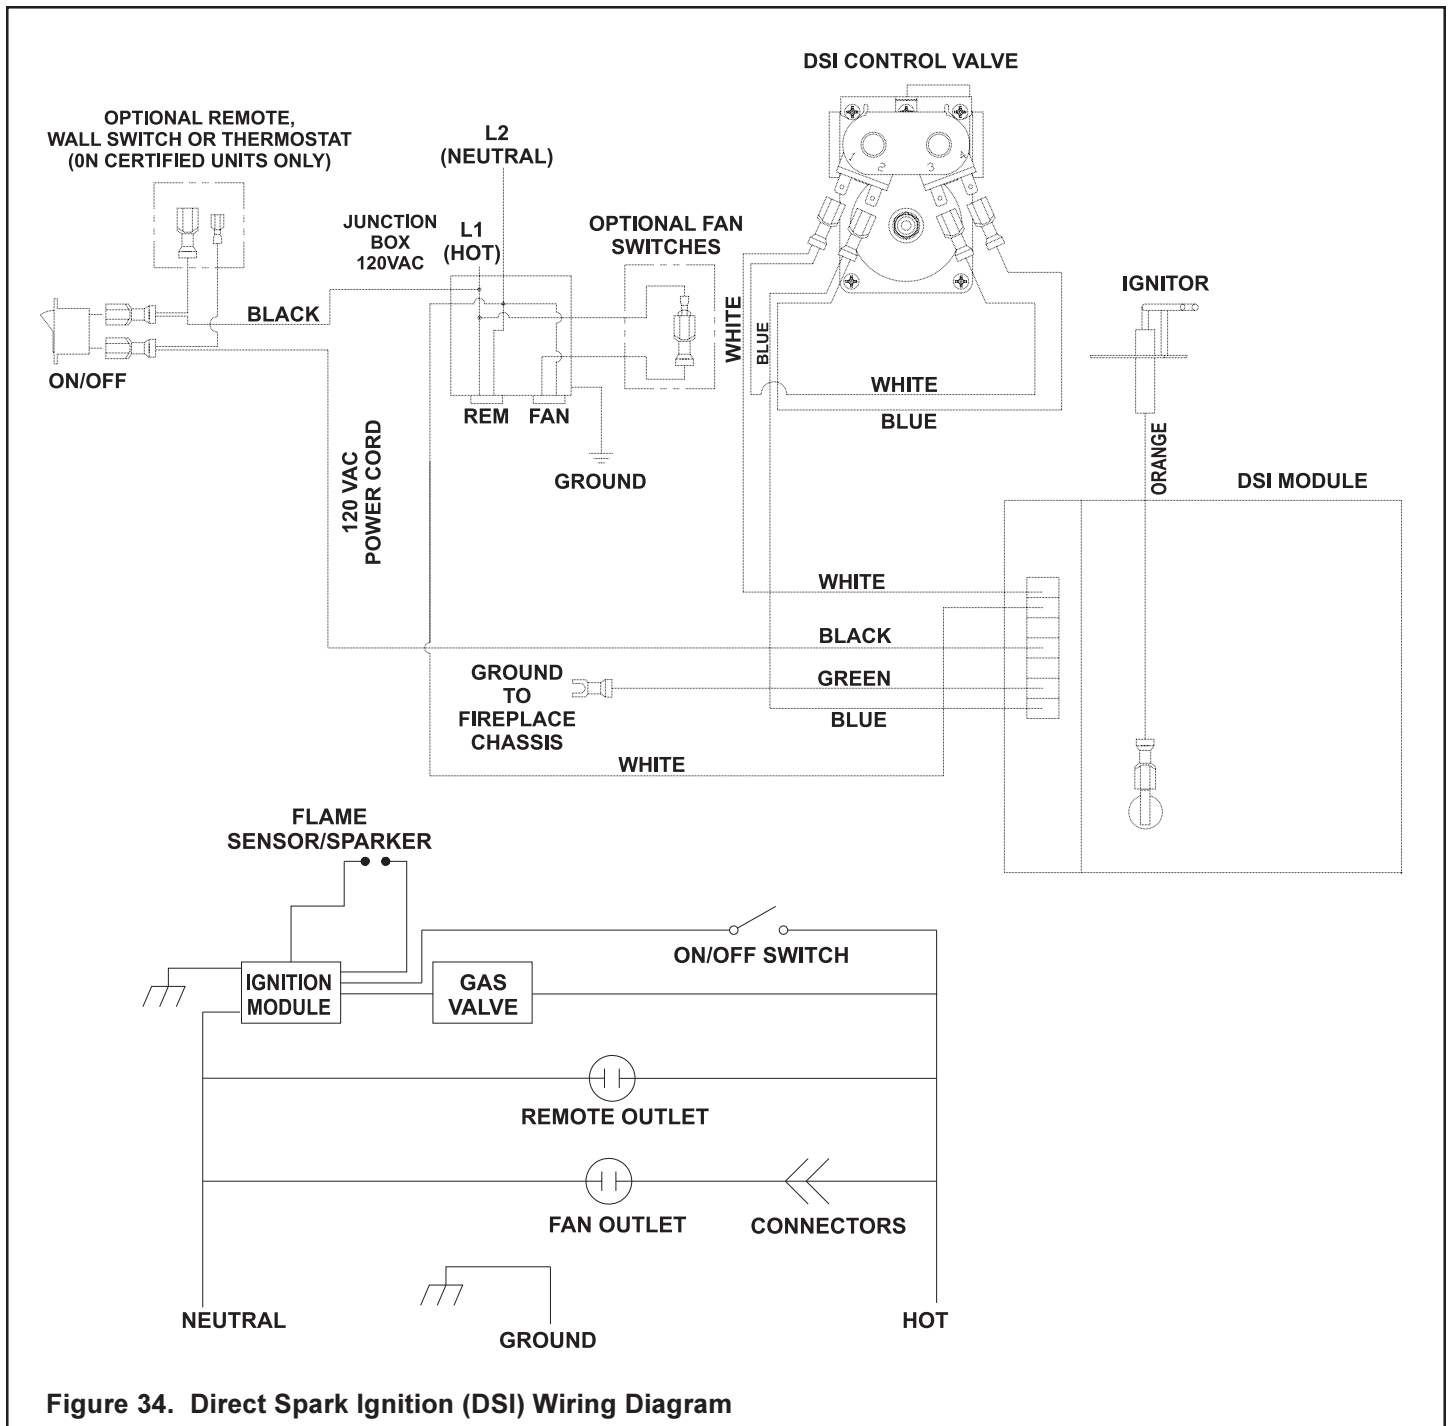 DSI CONTROL VALVE
OPTIONAL REMOTE,
WALL SWITCH OR THERMOSTAT
(0N CERTIFIED UNITS ONLY)
L2
(NEUTRAL)
JUNCTION
BOX
120VAC
L1
(HOT)
OPTIONAL FAN
SWITCHES
1
2
3
4
IGNITOR
BLACK
ON/OFF
WHITE
BLUE
WHITE
BLUE
REM
FAN
GROUND
120 VAC
POWER CORD
ORANGE
DSI MODULE
WHITE
BLACK
GROUND
TO
FIREPLACE
CHASSIS
GREEN
BLUE
WHITE
FLAME
SENSOR/SPARKER
ON/OFF SWITCH
IGNITION
MODULE
GAS
VALVE
REMOTE OUTLET
FAN OUTLET
CONNECTORS
NEUTRAL
GROUND
HOT
Figure 34. Direct Spark Ignition (DSI) Wiring Diagram